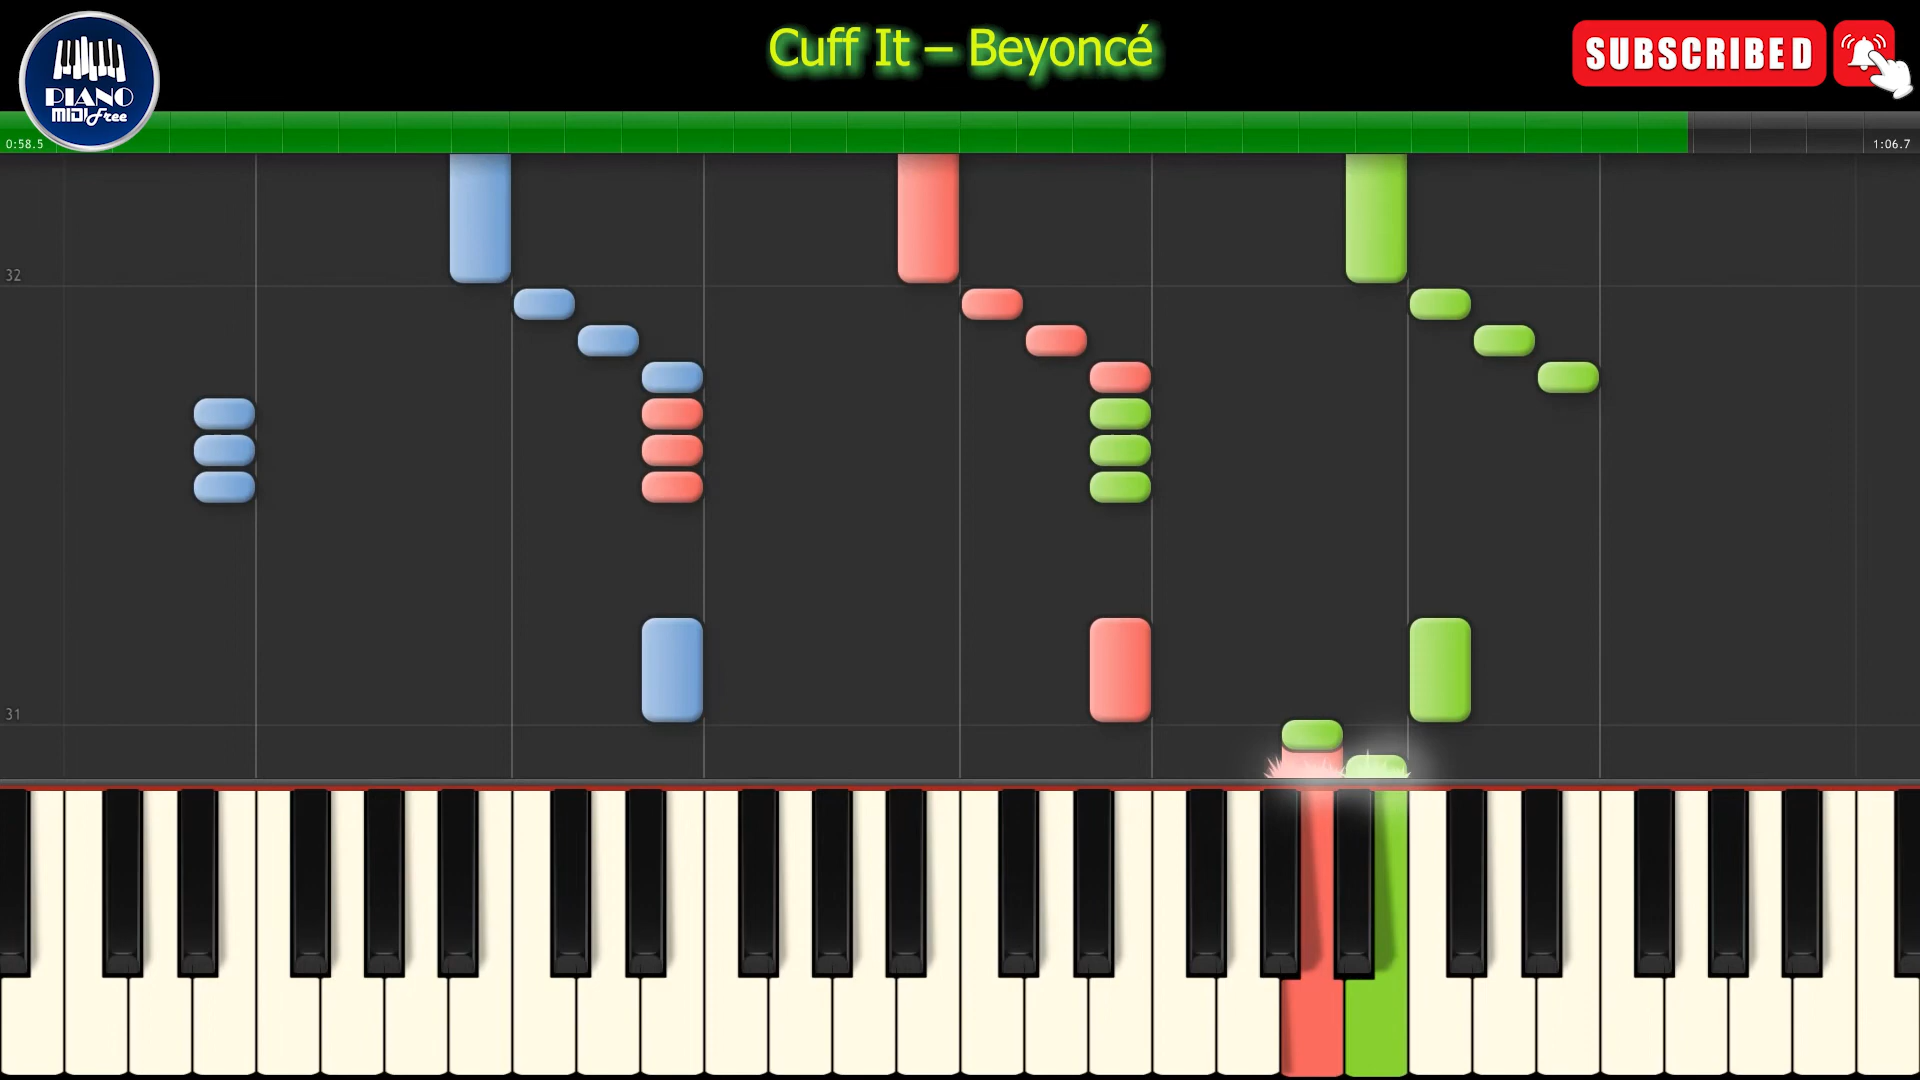 Cuff It – Beyoncé
SUBSCRIBED
PIANO
MIDI Free
0:58.5
1:06.7
32
31